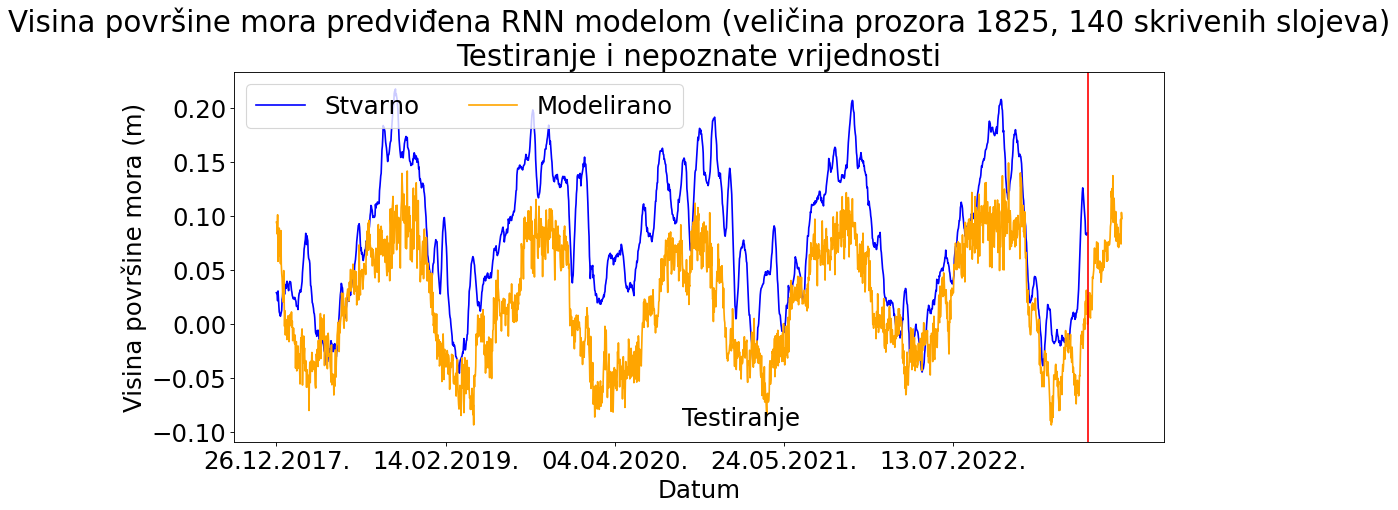 Visina površine mora predviđena RNN modelom (veličina prozora 1825, 140 skrivenih slojeva)
Testiranje i nepoznate vrijednosti
Stvarno Modelirano
Visina površine mora (m)
0.20
0.15
0.10
0.05
0.00
−0.05
−0.10
Testiranje
26.12.2017. 14.02.2019. 04.04.2020. 24.05.2021. 13.07.2022.
Datum